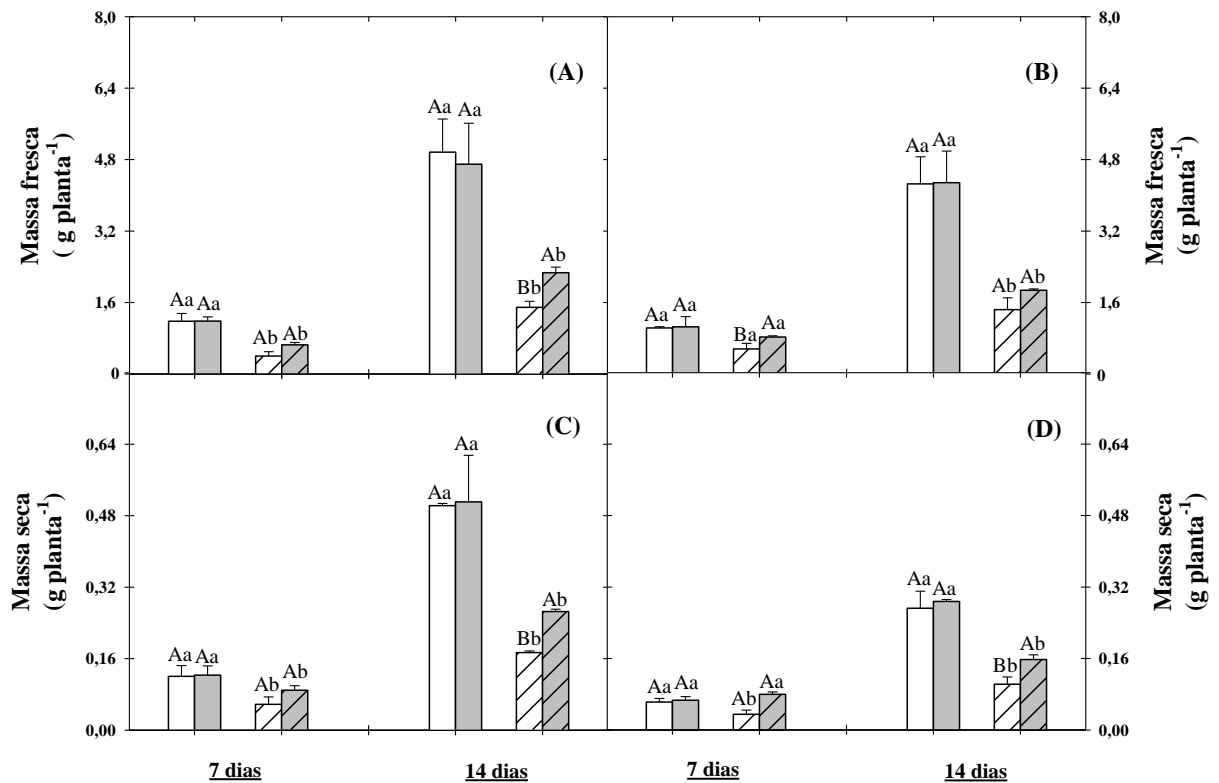 8,0
6,4
4,8
3,2
1,6
0
Massa fresca
( g planta-1)
(A)
Aa
Aa
Ab
Ab
Aa
Aa
Bb
Ab
(B)
Aa
Aa
Ba
Aa
Aa
Aa
Ab
Ab
8,0
6,4
4,8
3,2
1,6
0
Massa fresca
(g planta-1)
0,64
0,48
0,32
0,16
0,00
Massa seca
(g planta-1)
(C)
Aa
Aa
Ab
Ab
Aa
Aa
Bb
Ab
(D)
Aa
Aa
Ab
Aa
Aa
Aa
Bb
Ab
0,64
0,48
0,32
0,16
0,00
Massa seca
(g planta-1)
7 dias
14 dias
7 dias
14 dias